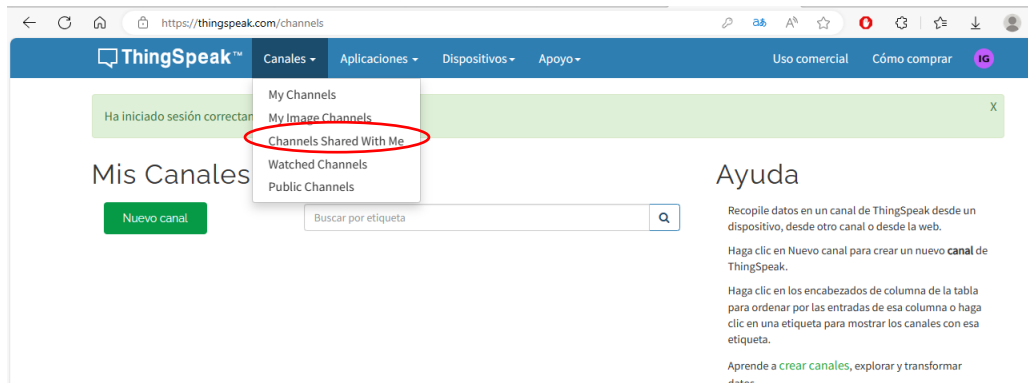 https://thingspeak.com/channels
ThingSpeak™ Canales Aplicaciones Dispositivos Apoyo Uso comercial Cómo comprar IG
My Channels
My Image Channels
Channels Shared With Me
Watched Channels
Public Channels
Ha iniciado sesión X
Mis Canales
Nuevo canal
Buscar por etiqueta
Ayuda
Recopile datos en un canal de ThingSpeak desde un
dispositivo, desde otro canal o desde la web.
Haga clic en Nuevo canal para crear un nuevo canal de
ThingSpeak.
Haga clic en los encabezados de columna de la tabla
para ordenar por las entradas de esa columna o haga
clic en una etiqueta para mostrar los canales con esa
etiqueta.
Aprende a crear canales, explorar y transformar